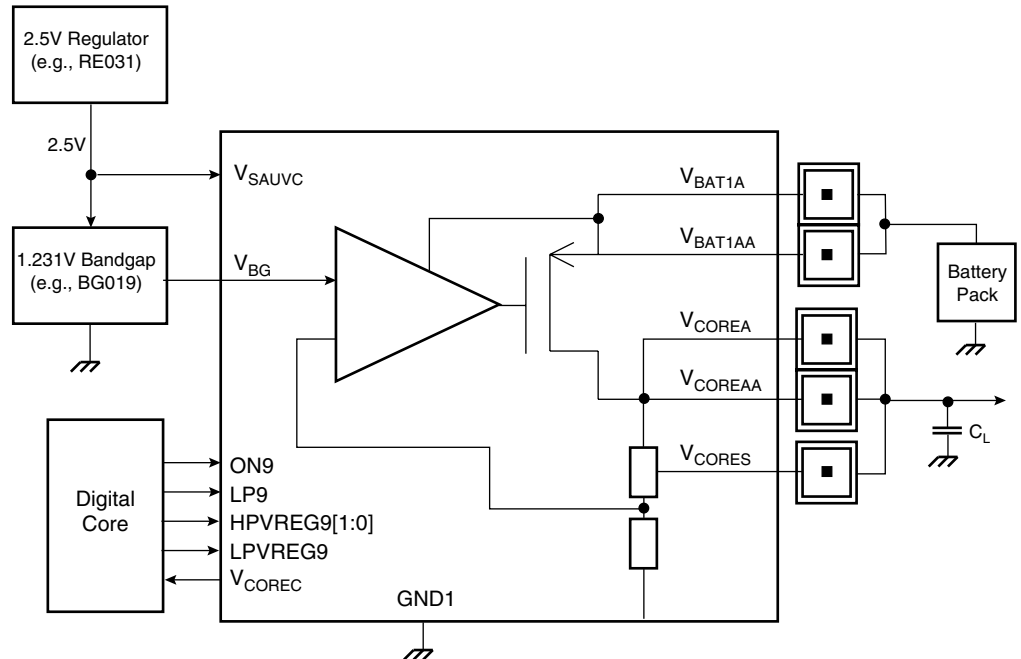 2.5V Regulator
(e.g., RE031)
2.5V
1.231V Bandgap
(e.g., BG019)
VSAUVC
VBG
VBAT1A
VBAT1AA
Battery
Pack
VCOREA
VCOREAA
VCORES
CL
Digital
Core
ON9
LP9
HPVREG9[1:0]
LPVREG9
VCOREC
GND1